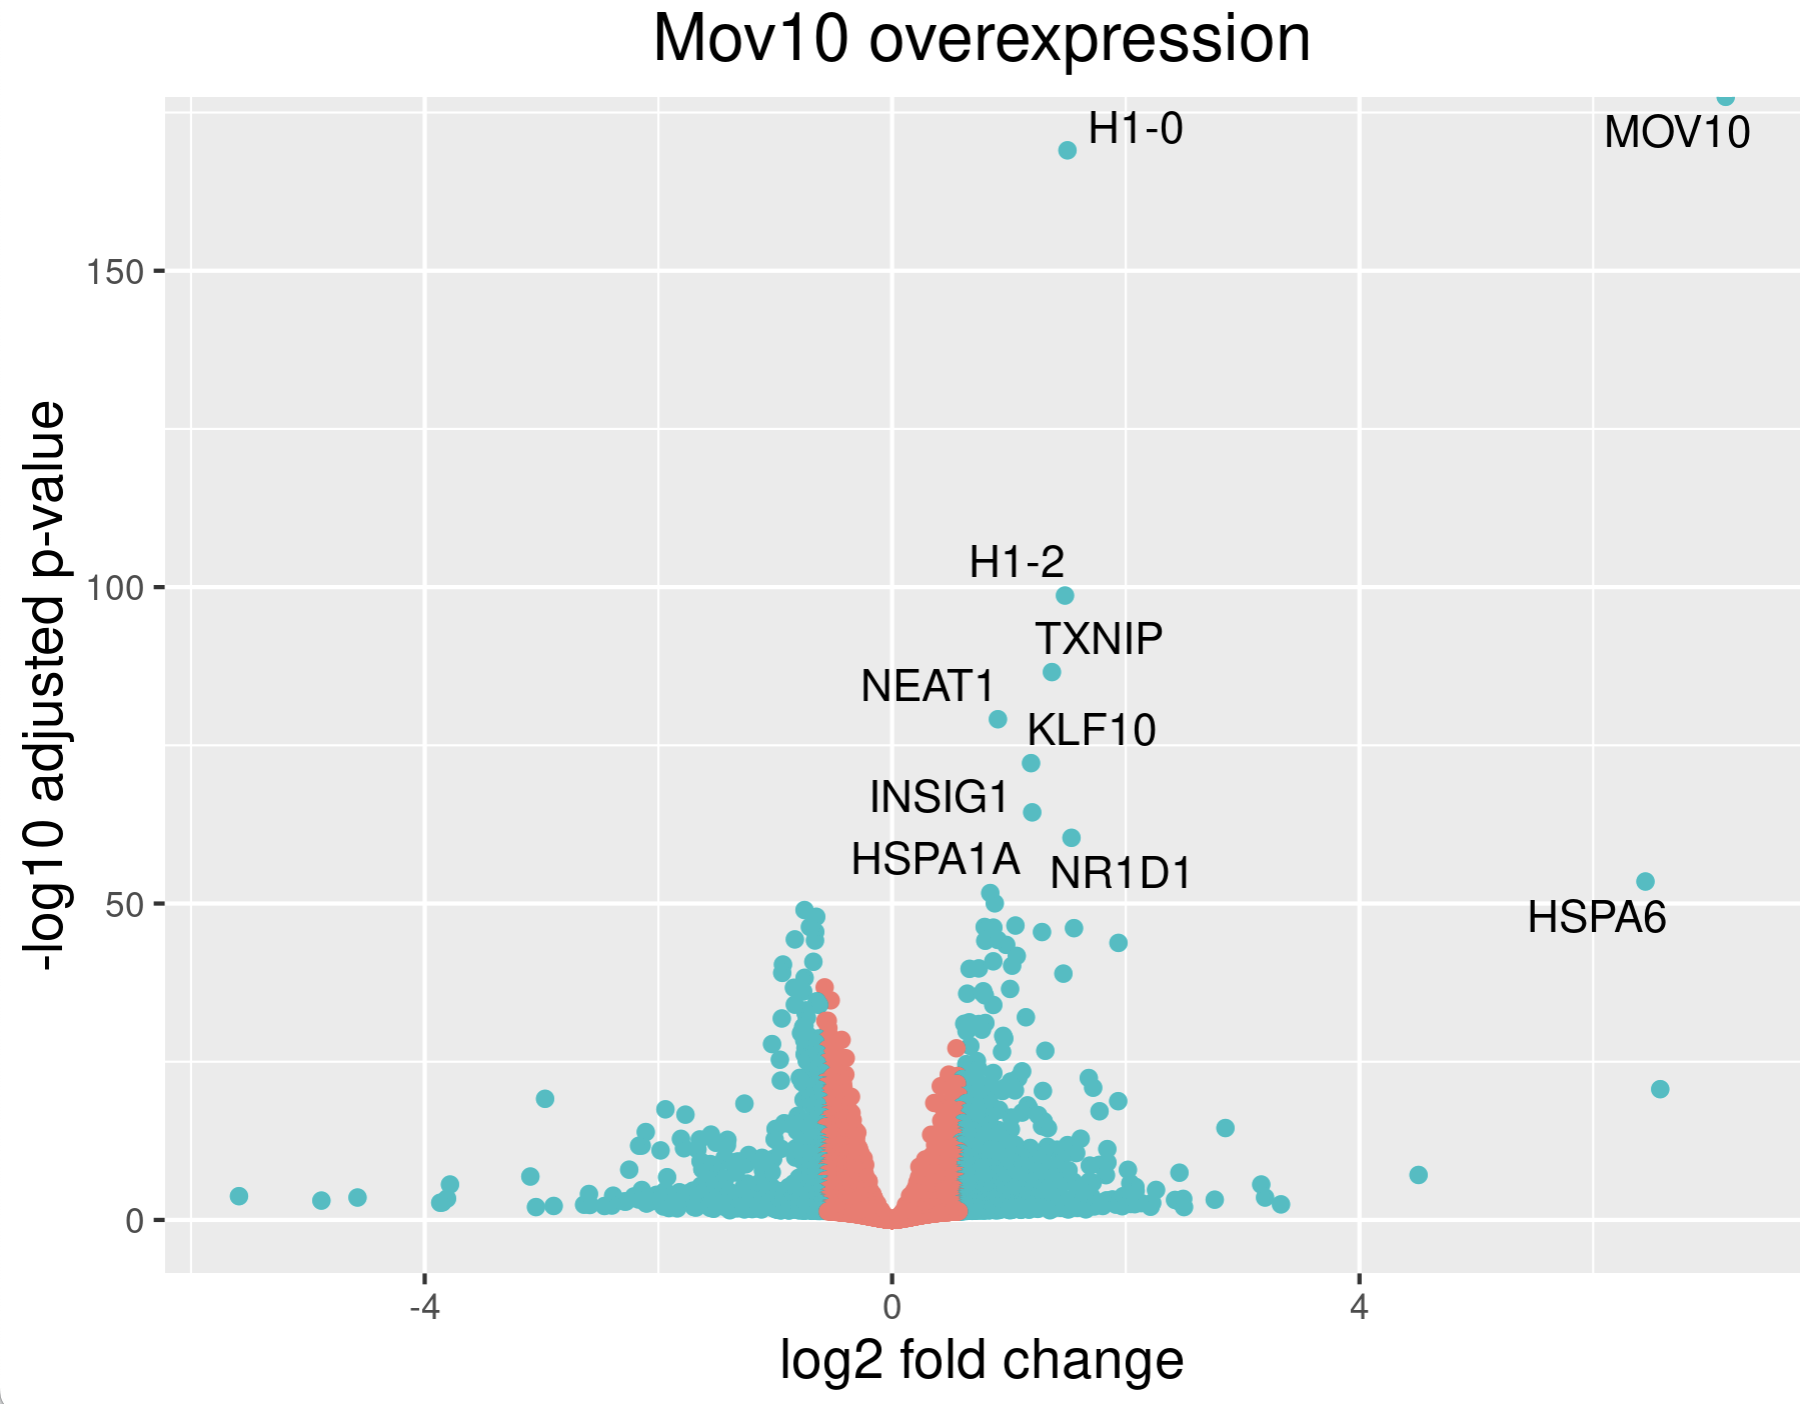 Mov10 overexpression
H1-0
MOV10
150
H1-2
100
TXNIP
NEAT1
KLF10
INSIG1
HSPA1A
NR1D1
50
HSPA6
0
-log10 adjusted p-value
-4
0
4
log2 fold change